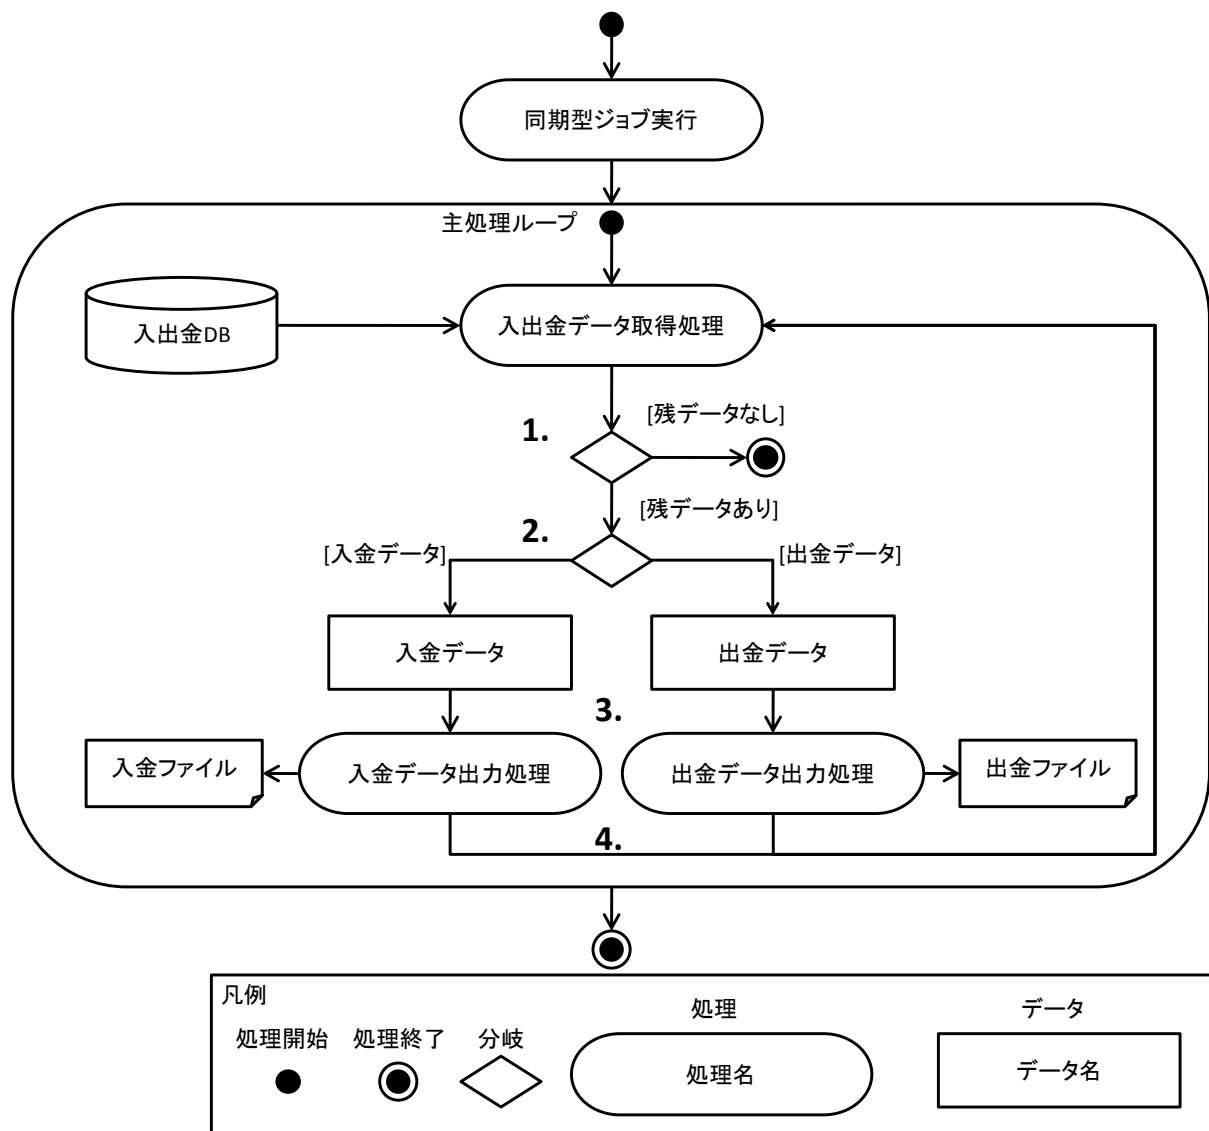 同期型ジョブ実行
主処理ループ
入出金DB
入出金データ取得処理
[残データなし]
1.
[残データあり]
2.
[入金データ]
[出金データ]
入金データ
出金データ
3.
入金ファイル
入金データ出力処理
出金データ出力処理
出金ファイル
4.
凡例
処理
データ
処理開始
処理終了
分岐
処理名
データ名